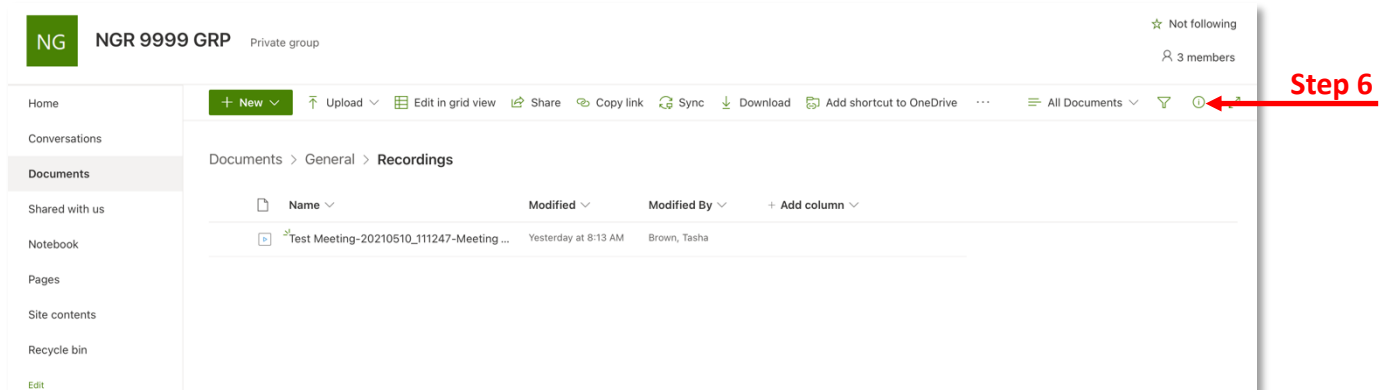 NG
NGR 9999 GRP Private group
Not following
3 members
Step 6
Home
Conversations
Documents
Shared with us
Notebook
Pages
Site contents
Recycle bin
Edit
+ New Upload Edit in grid view Share Copy link Sync Download Add shortcut to OneDrive ... All Documents
Documents > General > Recordings
Name Modified Modified By + Add column
Test Meeting-20210510_111247-Meeting ... Yesterday at 8:13 AM Brown, Tasha